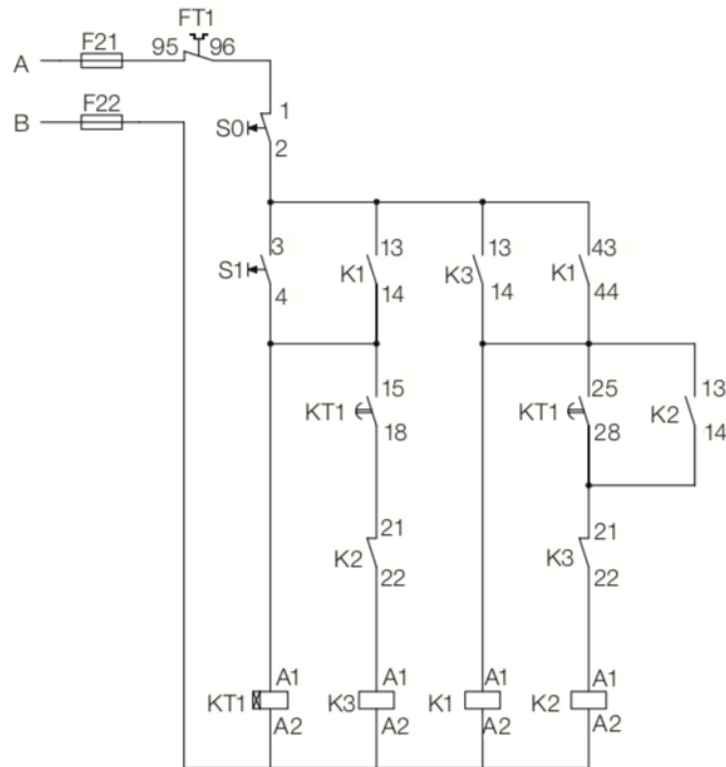 FT1
F21
95 96
A
F22
B
1
S0
2
3 13 13 43
S1 K1 K3 K1
4 14 14 44
15 25 13
KT1 KT1 K2
18 28 14
21 21
K2 K3
22 22
A1 A1 A1 A1
KT1 K3 K1 K2
A2 A2 A2 A2